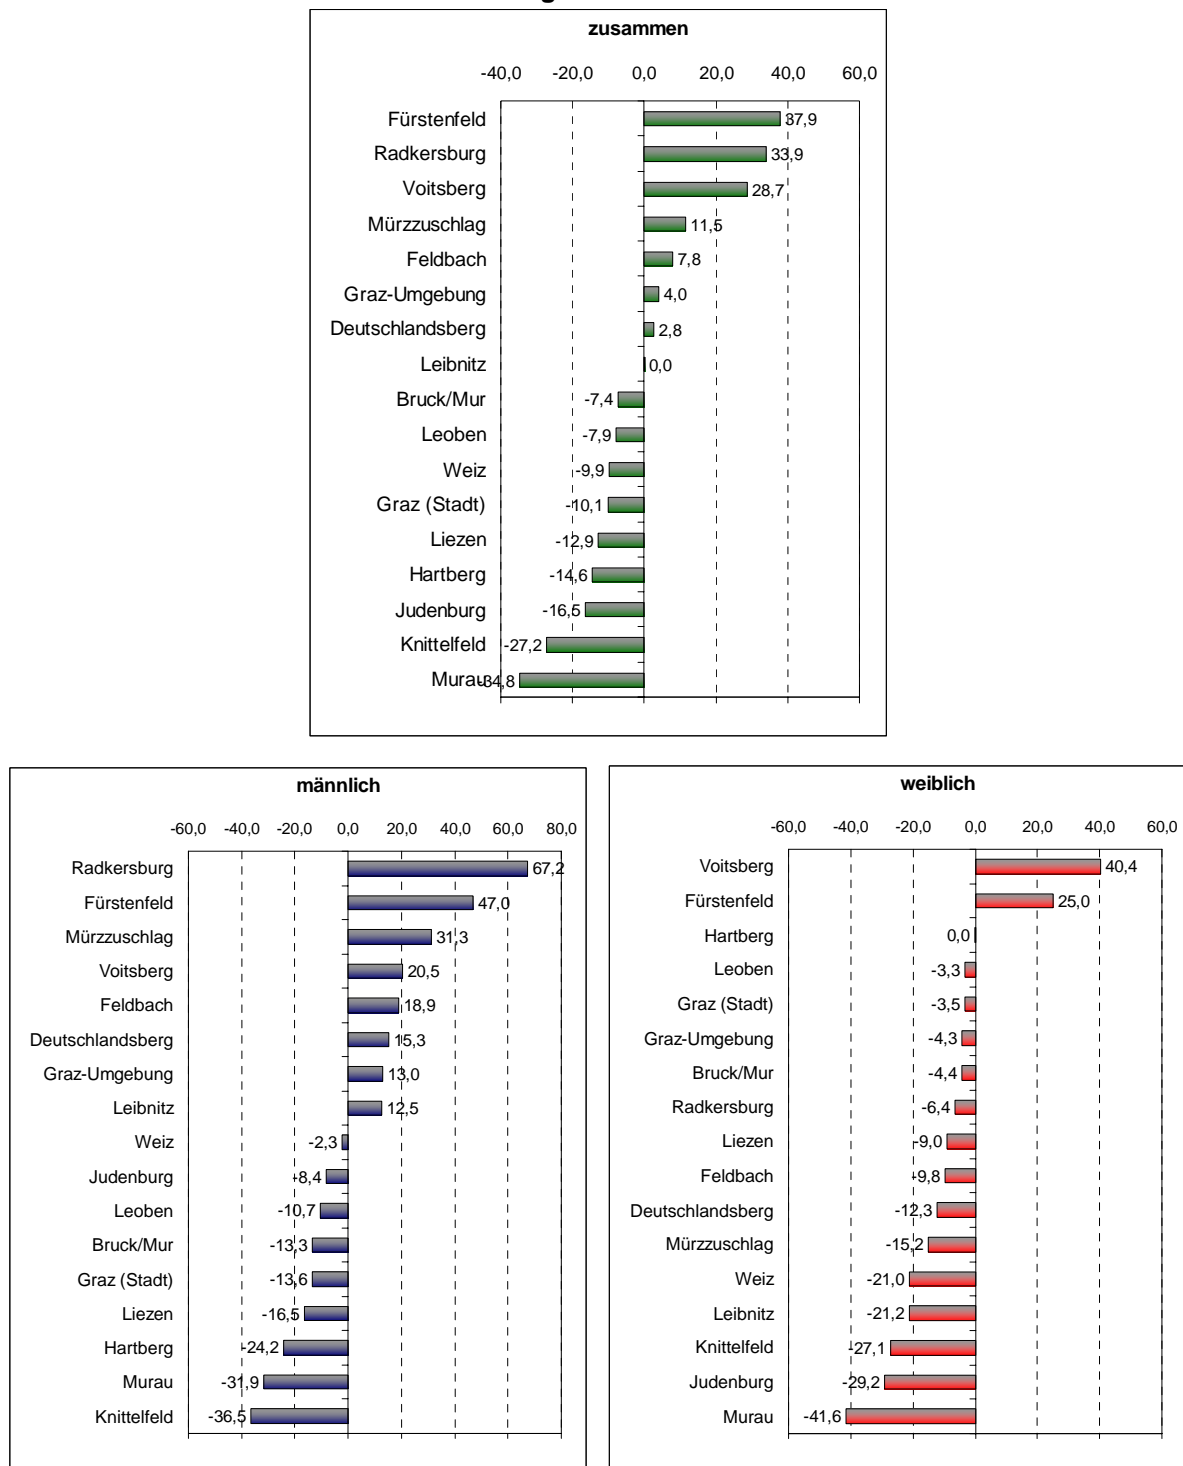 zusammen
-40,0 -20,0 0,0 20,0 40,0 60,0
Fürstenfeld 37,9
Radkersburg 33,9
Voitsberg 28,7
Mürzzuschlag 11,5
Feldbach 7,8
Graz-Umgebung 4,0
Deutschlandsberg 2,8
Leibnitz 0,0
Bruck/Mur -7,4
Leoben -7,9
Weiz -9,9
Graz (Stadt) -10,1
Liezen -12,9
Hartberg -14,6
Judenburg -16,5
Knittelfeld -27,2
Murau -34,8
männlich
-60,0 -40,0 -20,0 0,0 20,0 40,0 60,0 80,0
Radkersburg 67,2
Fürstenfeld 47,0
Mürzzuschlag 31,3
Voitsberg 20,5
Feldbach 18,9
Deutschlandsberg 15,3
Graz-Umgebung 13,0
Leibnitz 12,5
Weiz -2,3
Judenburg -8,4
Leoben -10,7
Bruck/Mur -13,3
Graz (Stadt) -13,6
Liezen -16,5
Hartberg -24,2
Murau -31,9
Knittelfeld -36,5
weiblich
-60,0 -40,0 -20,0 0,0 20,0 40,0 60,0
Voitsberg 40,4
Fürstenfeld 25,0
Hartberg 0,0
Leoben -3,3
Graz (Stadt) -3,5
Graz-Umgebung -4,3
Bruck/Mur -4,4
Radkersburg -6,4
Liezen -9,0
Feldbach -9,8
Deutschlandsberg -12,3
Mürzzuschlag -15,2
Weiz -21,0
Leibnitz -21,2
Knittelfeld -27,1
Judenburg -29,2
Murau -41,6